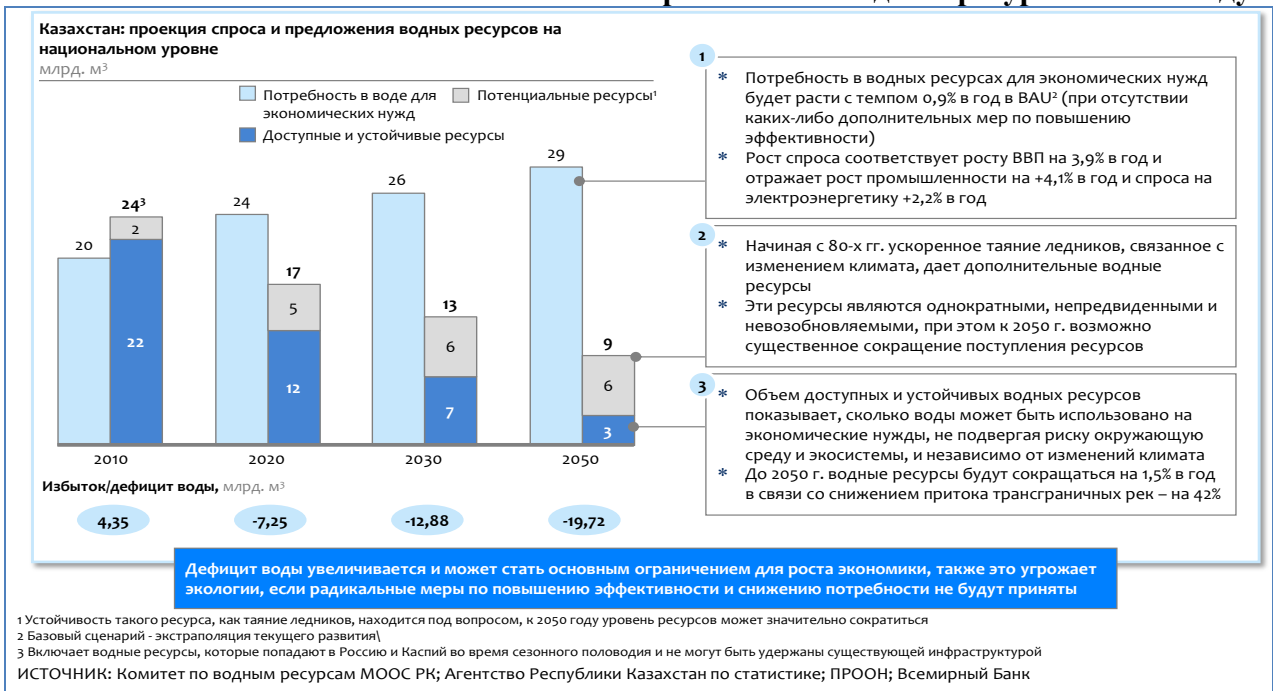 Казахстан: проекция спроса и предложения водных ресурсов на
национальном уровне
млрд. м³
Потребность в воде для
экономических нужд
Потенциальные ресурсы¹
Доступные и устойчивые ресурсы
20
24³
2
22
24
17
5
12
26
13
6
7
29
9
6
3
2010
2020
2030
2050
Избыток/дефицит воды, млрд. м³
4,35
-7,25
-12,88
-19,72
1
* Потребность в водных ресурсах для экономических нужд
будет расти с темпом 0,9% в год в BAU² (при отсутствии
каких-либо дополнительных мер по повышению
эффективности)
* Рост спроса соответствует росту ВВП на 3,9% в год и
отражает рост промышленности на +4,1% в год и спроса на
электроэнергетику +2,2% в год
2
* Начиная с 80-х гг. ускоренное таяние ледников, связанное с
изменением климата, дает дополнительные водные
ресурсы
* Эти ресурсы являются однократными, непредвиденными и
невозобновляемыми, при этом к 2050 г. возможно
существенное сокращение поступления ресурсов
3
* Объем доступных и устойчивых водных ресурсов
показывает, сколько воды может быть использовано на
экономические нужды, не подвергая риску окружающую
среду и экосистемы, и независимо от изменений климата
* До 2050 г. водные ресурсы будут сокращаться на 1,5% в год
в связи со снижением притока трансграничных рек – на 42%
Дефицит воды увеличивается и может стать основным ограничением для роста экономики, также это угрожает
экологии, если радикальные меры по повышению эффективности и снижению потребности не будут приняты
1 Устойчивость такого ресурса, как таяние ледников, находится под вопросом, к 2050 году уровень ресурсов может значительно сократиться
2 Базовый сценарий - экстраполяция текущего развития\
3 Включает водные ресурсы, которые попадают в Россию и Каспий во время сезонного половодия и не могут быть удержаны существующей инфраструктурой
ИСТОЧНИК: Комитет по водным ресурсам МООС РК; Агентство Республики Казахстан по статистике; ПРООН; Всемирный Банк